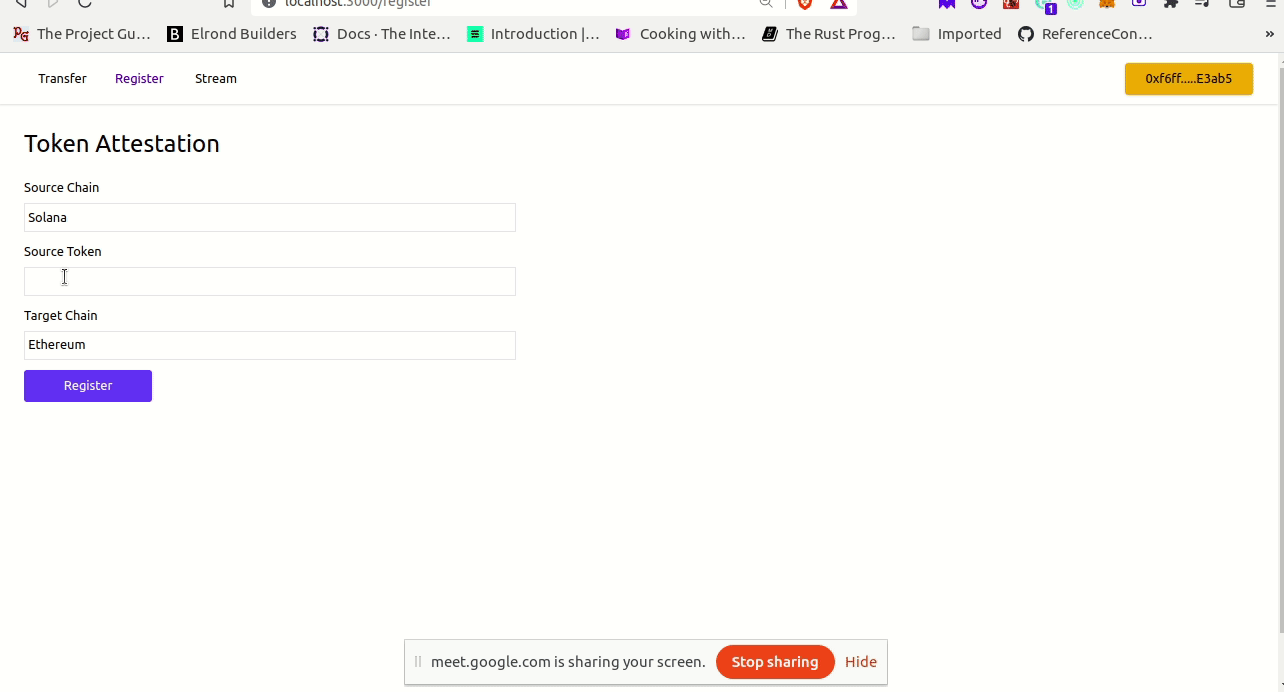 localhost:3000/register
1
The Project Gu... Elrond Builders Docs · The Inte... Introduction |... Cooking with... The Rust Prog... Imported ReferenceCon... »
Transfer Register Stream 0xf6ff.....E3ab5
Token Attestation
Source Chain
Solana
Source Token
Target Chain
Ethereum
Register
meet.google.com is sharing your screen. Stop sharing Hide